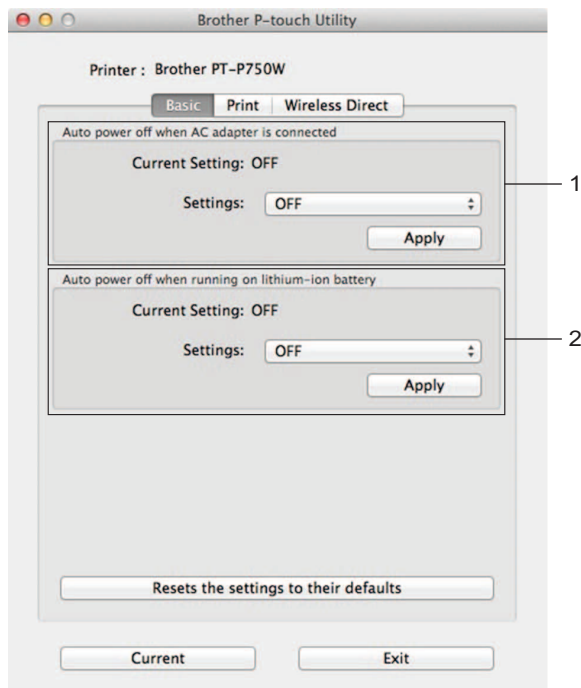 Brother P-touch Utility
Printer : Brother PT-P750W
Basic Print Wireless Direct
Auto power off when AC adapter is connected
Current Setting: OFF
1
Settings: OFF
Apply
Auto power off when running on lithium-ion battery
Current Setting: OFF
2
Settings: OFF
Apply
Resets the settings to their defaults
Current Exit